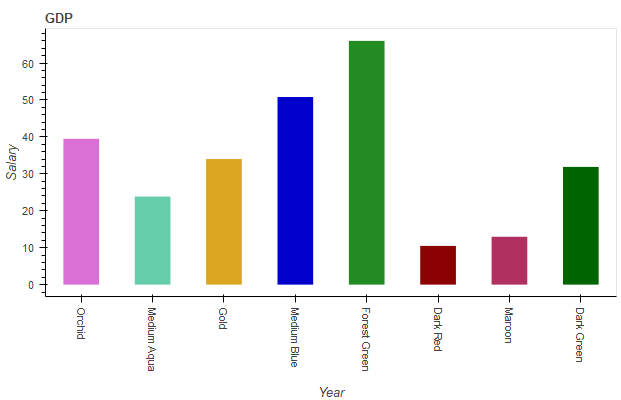 GDP
Salary
60
50
40
30
20
10
0
Orchid
Medium Aqua
Gold
Medium Blue
Forest Green
Dark Red
Maroon
Dark Green
Year